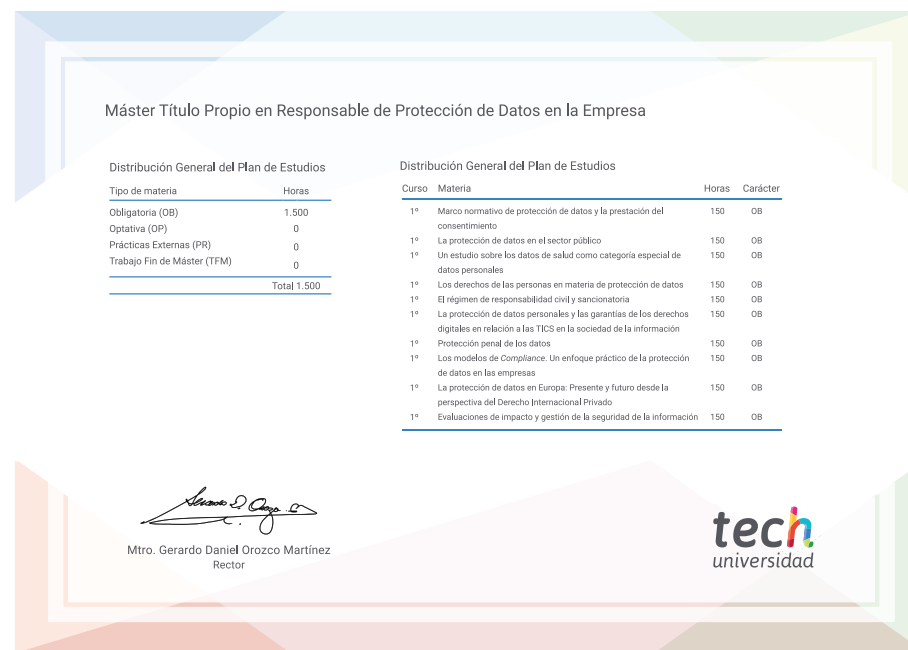 Máster Título Propio en Responsable de Protección de Datos en la Empresa
Distribución General del Plan de Estudios
Tipo de materia Horas
Obligatoria (OB) 1.500
Optativa (OP) 0
Prácticas Externas (PR) 0
Trabajo Fin de Máster (TFM) 0
Total 1.500
Distribución General del Plan de Estudios
Curso Materia Horas Carácter
1º Marco normativo de protección de datos y la prestación del 150 OB
consentimiento
1º La protección de datos en el sector público 150 OB
1º Un estudio sobre los datos de salud como categoría especial de 150 OB
datos personales
1º Los derechos de las personas en materia de protección de datos 150 OB
1º El régimen de responsabilidad civil y sancionatoria 150 OB
1º La protección de datos personales y las garantías de los derechos 150 OB
digitales en relación a las TICS en la sociedad de la información
1º Protección penal de los datos 150 OB
1º Los modelos de Compliance. Un enfoque práctico de la protección 150 OB
de datos en las empresas
1º La protección de datos en Europa: Presente y futuro desde la 150 OB
perspectiva del Derecho Internacional Privado
1º Evaluaciones de impacto y gestión de la seguridad de la información 150 OB
Mtro. Gerardo Daniel Orozco Martínez
Rector
tech
universidad